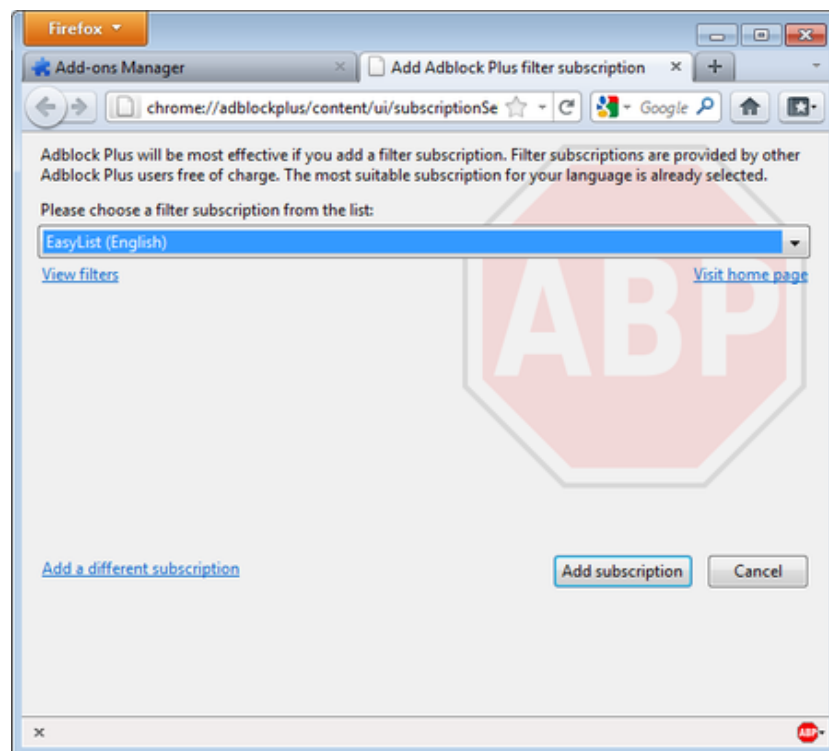 Firefox
Add-ons Manager
Add Adblock Plus filter subscription
chrome://adblockplus/content/ui/subscriptionSe
Google
Adblock Plus will be most effective if you add a filter subscription. Filter subscriptions are provided by other
Adblock Plus users free of charge. The most suitable subscription for your language is already selected.
Please choose a filter subscription from the list:
EasyList (English)
View filters
Visit home page
ABP
Add a different subscription
Add subscription
Cancel
ABP